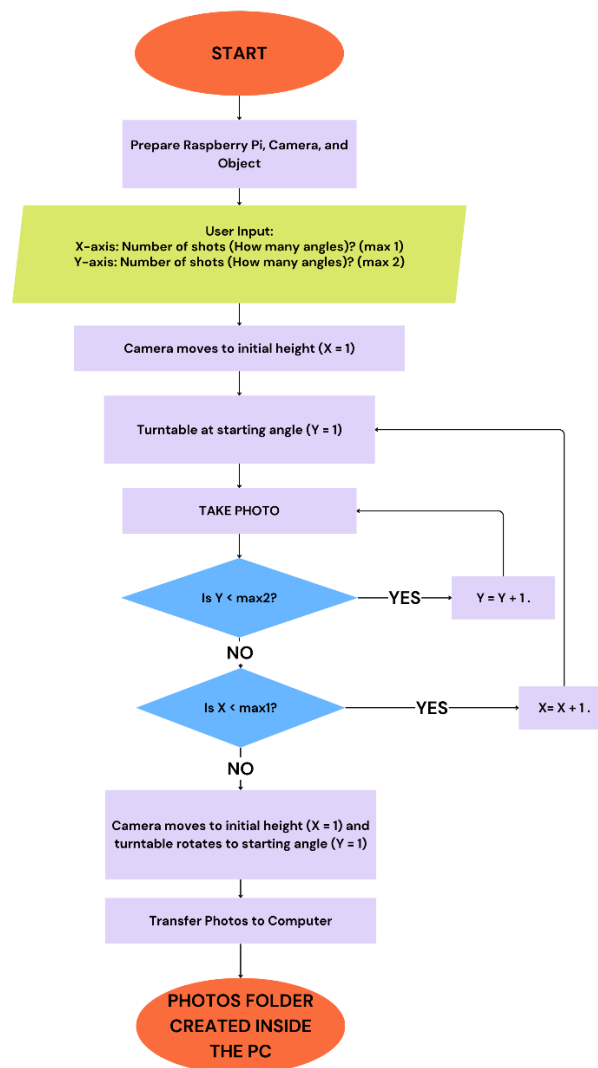 START
Prepare Raspberry Pi, Camera, and
Object
User Input:
X-axis: Number of shots (How many angles)? (max 1)
Y-axis: Number of shots (How many angles)? (max 2)
Camera moves to initial height (X = 1)
Turntable at starting angle (Y = 1)
TAKE PHOTO
Is Y < max2?
YES
Y = Y + 1 .
NO
Is X < max1?
YES
X= X + 1 .
NO
Camera moves to initial height (X = 1) and
turntable rotates to starting angle (Y = 1)
Transfer Photos to Computer
PHOTOS FOLDER
CREATED INSIDE
THE PC